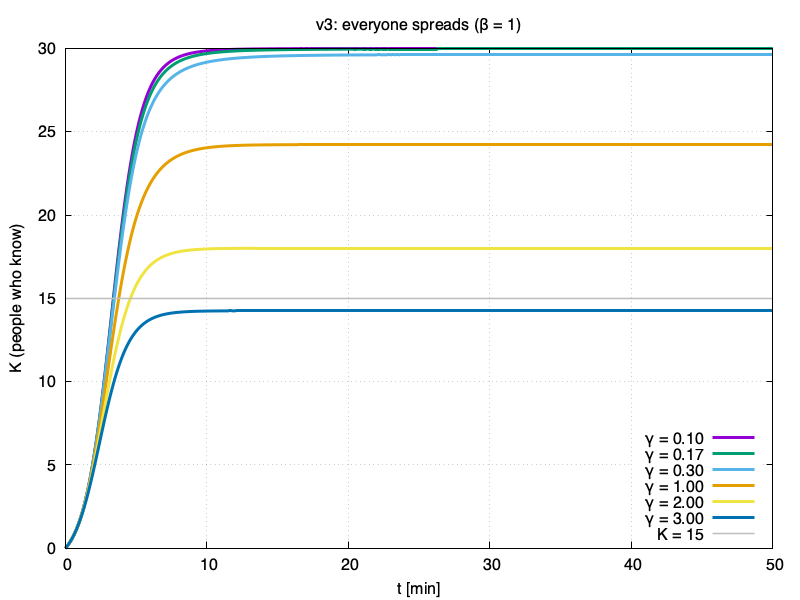 v3: everyone spreads (β = 1)
K (people who know)
30
25
20
15
10
5
0
γ = 0.10
γ = 0.17
γ = 0.30
γ = 1.00
γ = 2.00
γ = 3.00
K = 15
0 10 20 30 40 50
t [min]